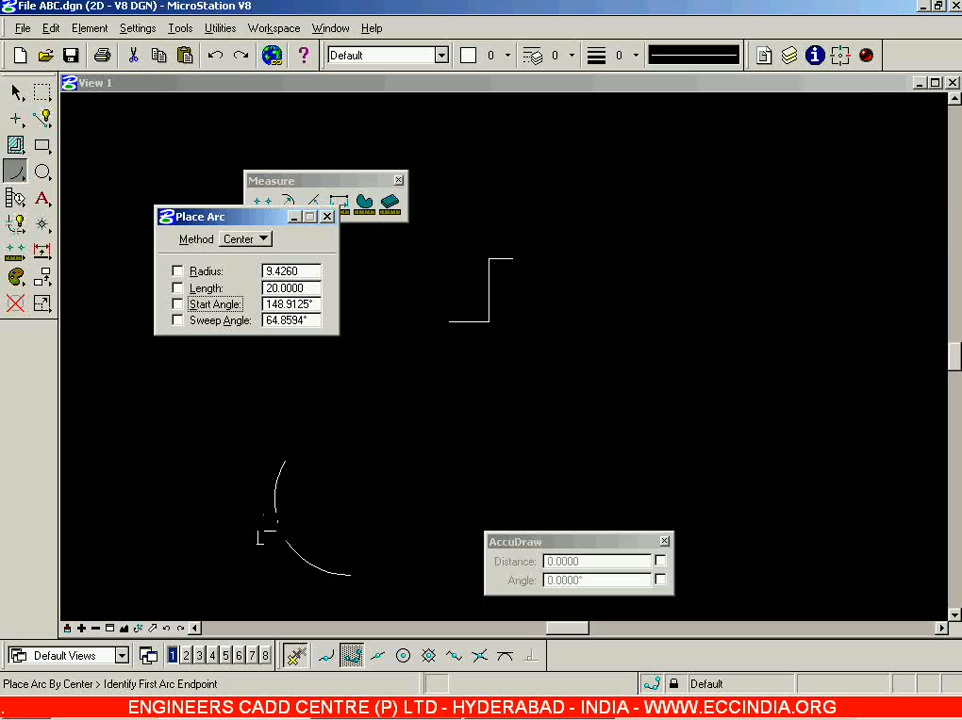 File ABC.dgn (2D - V8 DGN) - MicroStation V8
File Edit Element Settings Tools Utilities Workspace Window Help
Default 0 0 0
View 1
Measure
Place Arc
Method Center
Radius: 9.4260
Length: 20.0000
Start Angle: 148.9125°
Sweep Angle: 64.8594°
AccuDraw
Distance: 0.0000
Angle: 0.0000°
Default Views 1 2 3 4 5 6 7 8
Place Arc By Center > Identify First Arc Endpoint Default
. ENGINEERS CADD CENTRE (P) LTD - HYDERABAD - INDIA - WWW.ECCINDIA.ORG